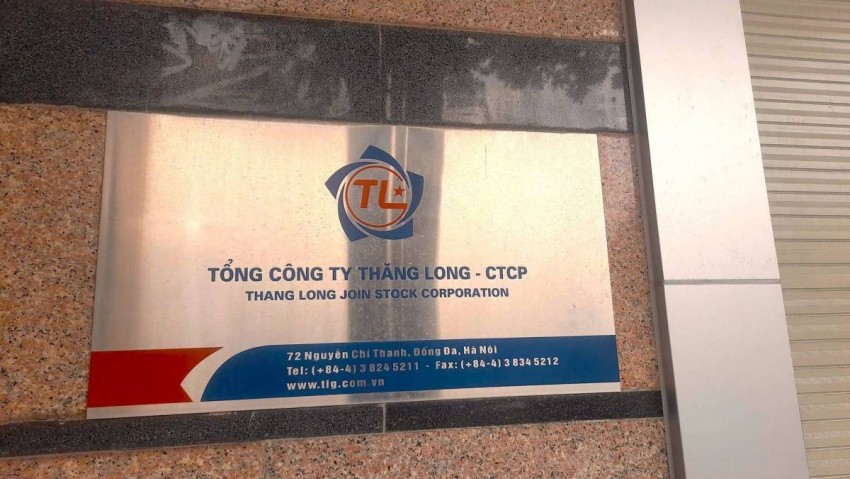 TL
TỔNG CÔNG TY THĂNG LONG - CTCP
THANG LONG JOIN STOCK CORPORATION
72 Nguyễn Chí Thanh, Đống Đa, Hà Nội
Tel: (+84-4) 3 824 5211 - Fax: (+84-4) 3 834 5212
www.tlg.com.vn